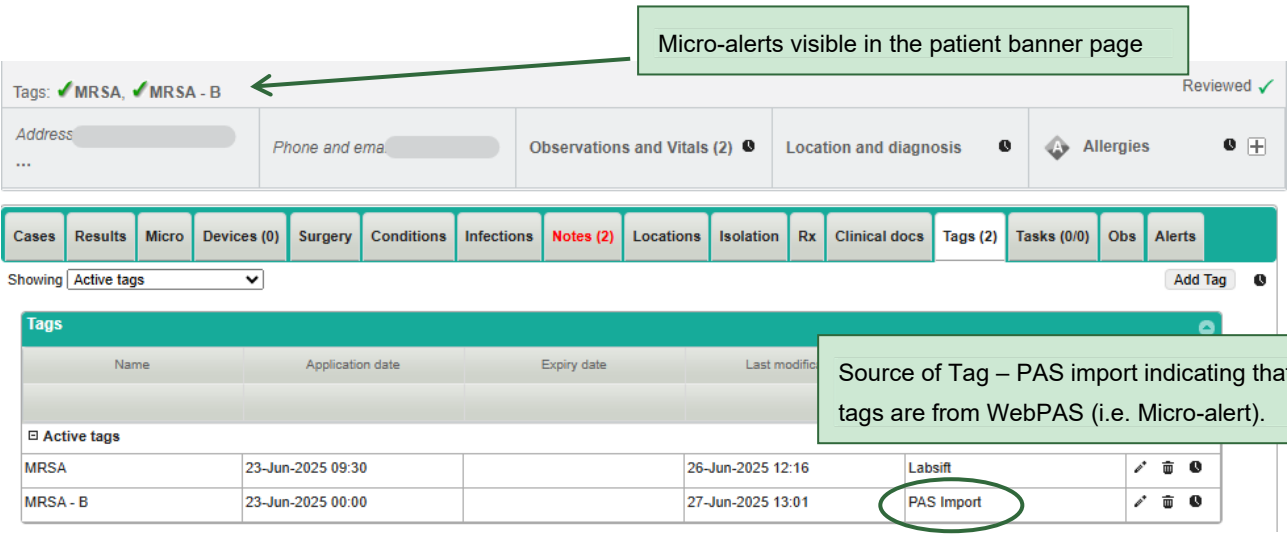 Micro-alerts visible in the patient banner page
Tags: ✓MRSA, ✓MRSA - B
Reviewed ✓
Address
...
Phone and ema
Observations and Vitals (2)
Location and diagnosis
A Allergies
Cases Results Micro Devices (0) Surgery Conditions Infections Notes (2) Locations Isolation Rx Clinical docs Tags (2) Tasks (0/0) Obs Alerts
Showing Active tags
Add Tag
Tags
Name Application date Expiry date Last modifica
Source of Tag – PAS import indicating that
tags are from WebPAS (i.e. Micro-alert).
Active tags
MRSA 23-Jun-2025 09:30 26-Jun-2025 12:16 Labsift
MRSA - B 23-Jun-2025 00:00 27-Jun-2025 13:01 PAS Import